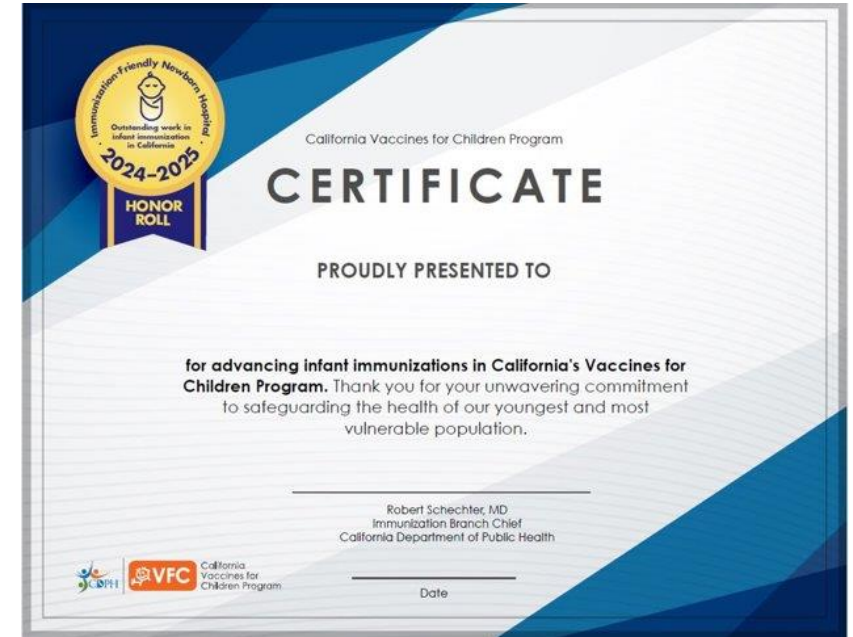 Immunization-Friendly Newborn Hospital
Outstanding work in
infant immunization
in California
2024–2025
HONOR
ROLL
California Vaccines for Children Program
CERTIFICATE
PROUDLY PRESENTED TO
for advancing infant immunizations in California's Vaccines for
Children Program. Thank you for your unwavering commitment
to safeguarding the health of our youngest and most
vulnerable population.
Robert Schechter, MD
Immunization Branch Chief
California Department of Public Health
Date
CDPH
VFC
California
Vaccines for
Children Program